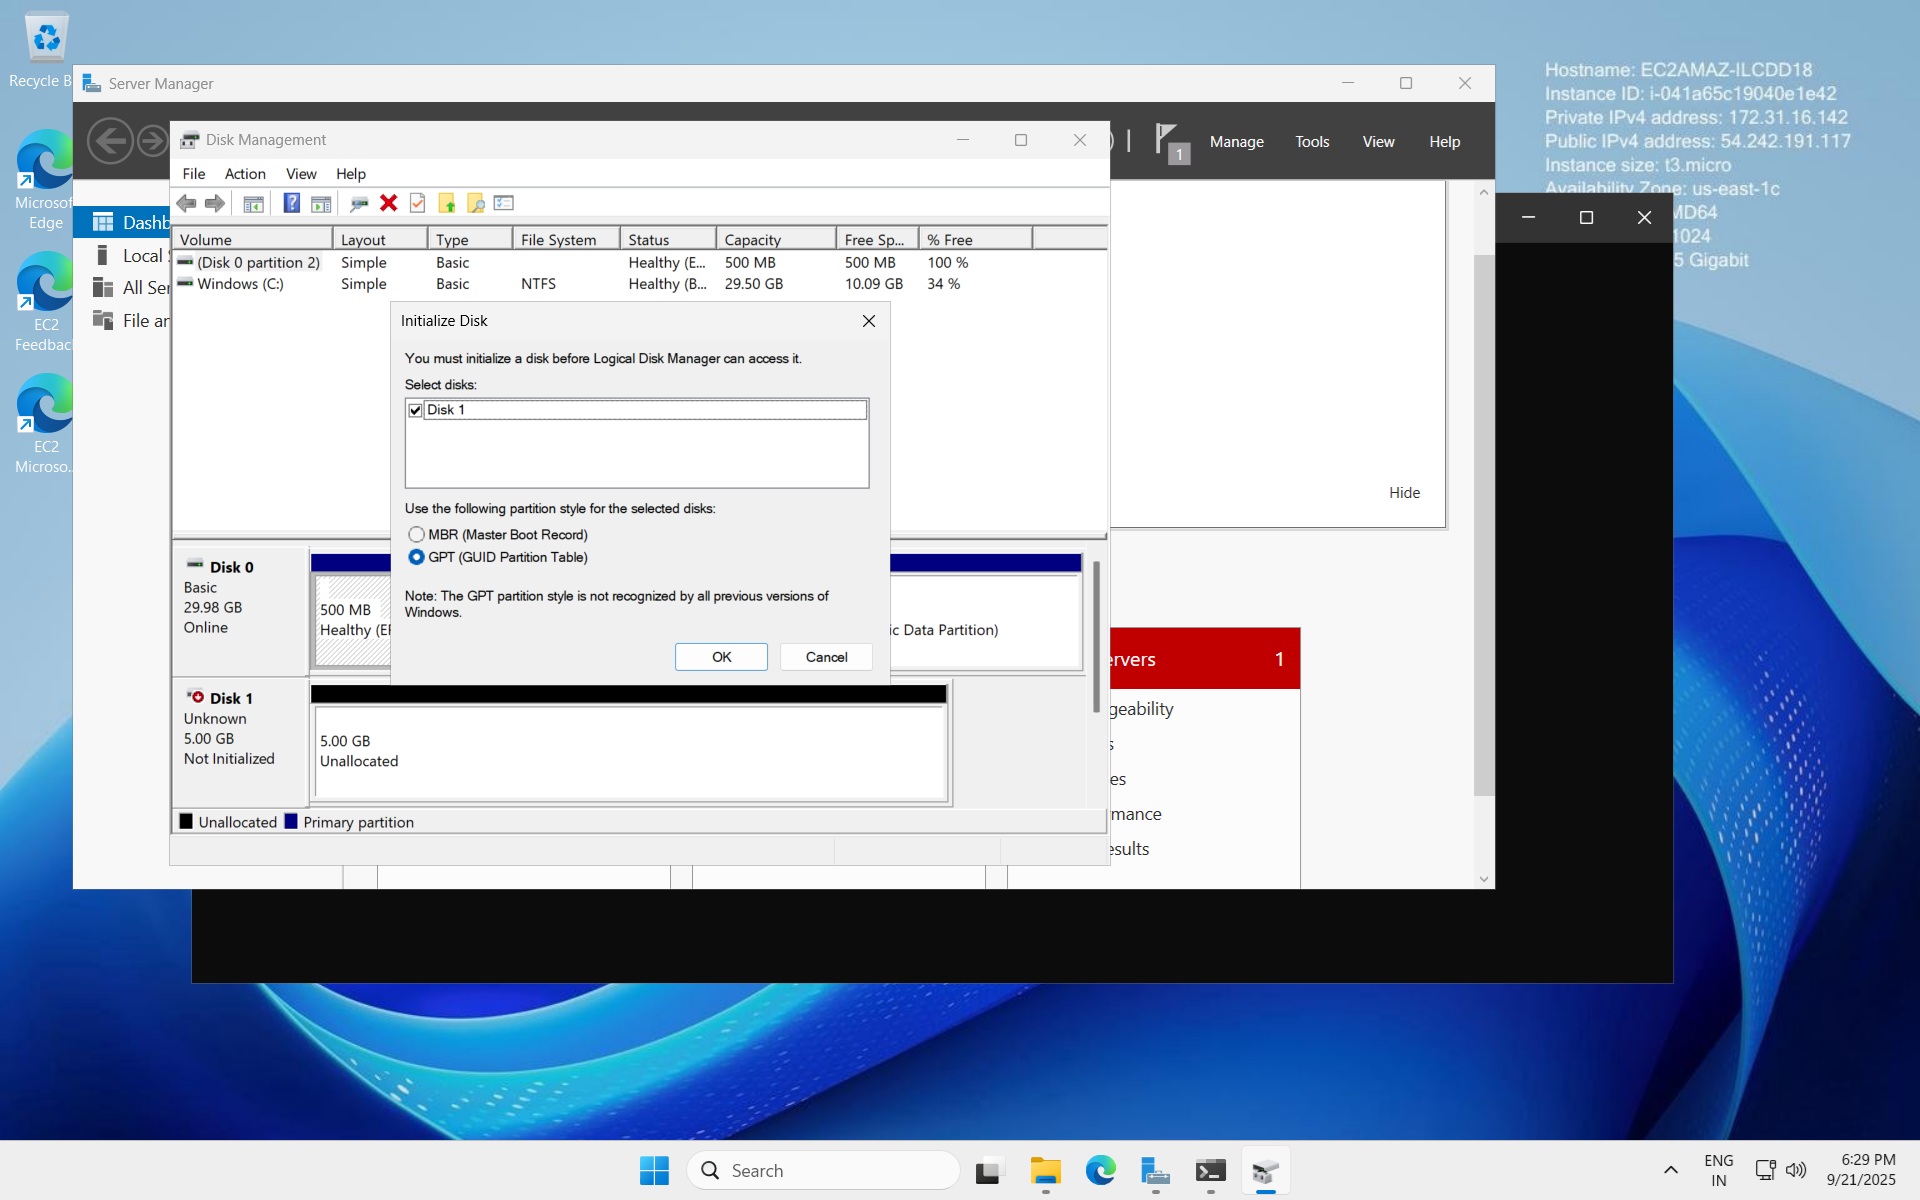 Recycle B
Microsof
Edge
EC2
Feedbac
EC2
Microso...
Hostname: EC2AMAZ-ILCDD18
Instance ID: i-041a65c19040e1e42
Private IPv4 address: 172.31.16.142
Public IPv4 address: 54.242.191.117
Instance size: t3.micro
Availability Zone: us-east-1c
MD64
1024
5 Gigabit
Server Manager
1
Manage
Tools
View
Help
Dashb
Local
All Ser
File an
Hide
rvers
1
geability
s
es
mance
esults
Disk Management
File
Action
View
Help
Volume Layout Type File System Status Capacity Free Sp... % Free
(Disk 0 partition 2) Simple Basic Healthy (E... 500 MB 500 MB 100 %
Windows (C:) Simple Basic NTFS Healthy (B... 29.50 GB 10.09 GB 34 %
Initialize Disk
You must initialize a disk before Logical Disk Manager can access it.
Select disks:
Disk 1
Use the following partition style for the selected disks:
MBR (Master Boot Record)
GPT (GUID Partition Table)
Note: The GPT partition style is not recognized by all previous versions of
Windows.
OK
Cancel
Disk 0
Basic
29.98 GB
Online
500 MB
Healthy (EF
ic Data Partition)
Disk 1
Unknown
5.00 GB
Not Initialized
5.00 GB
Unallocated
Unallocated
Primary partition
Search
ENG
IN
6:29 PM
9/21/2025